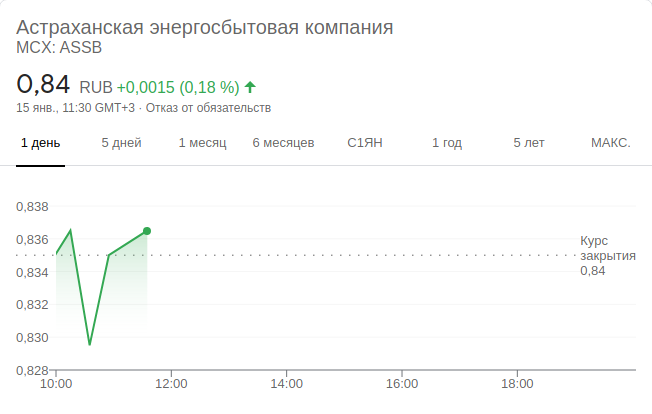 Астраханская энергосбытовая компания
MCX: ASSB
0,84 RUB +0,0015 (0,18 %)
15 янв., 11:30 GMT+3 · Отказ от обязательств
1 день 5 дней 1 месяц 6 месяцев С1ЯН 1 год 5 лет МАКС.
0,838
0,836
0,834
0,832
0,830
0,828
Курс
закрытия
0,84
10:00 12:00 14:00 16:00 18:00